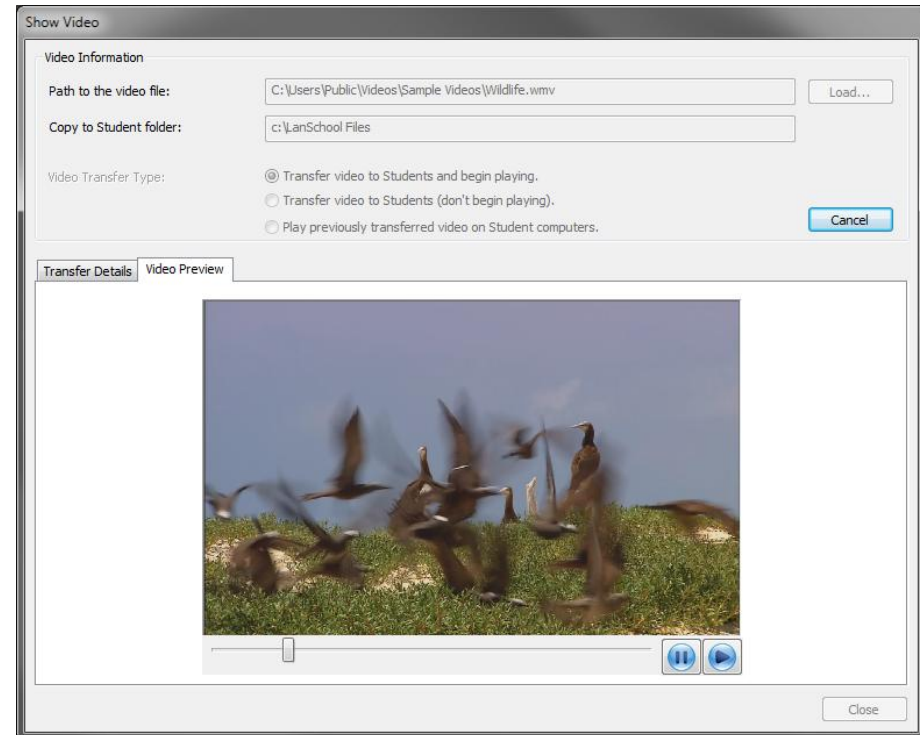 Show Video
Video Information
Path to the video file: C:\Users\Public\Videos\Sample Videos\Wildlife.wmv Load...
Copy to Student folder: c:\LanSchool Files
Video Transfer Type: Transfer video to Students and begin playing.
Transfer video to Students (don't begin playing).
Play previously transferred video on Student computers.
Cancel
Transfer Details Video Preview
Close